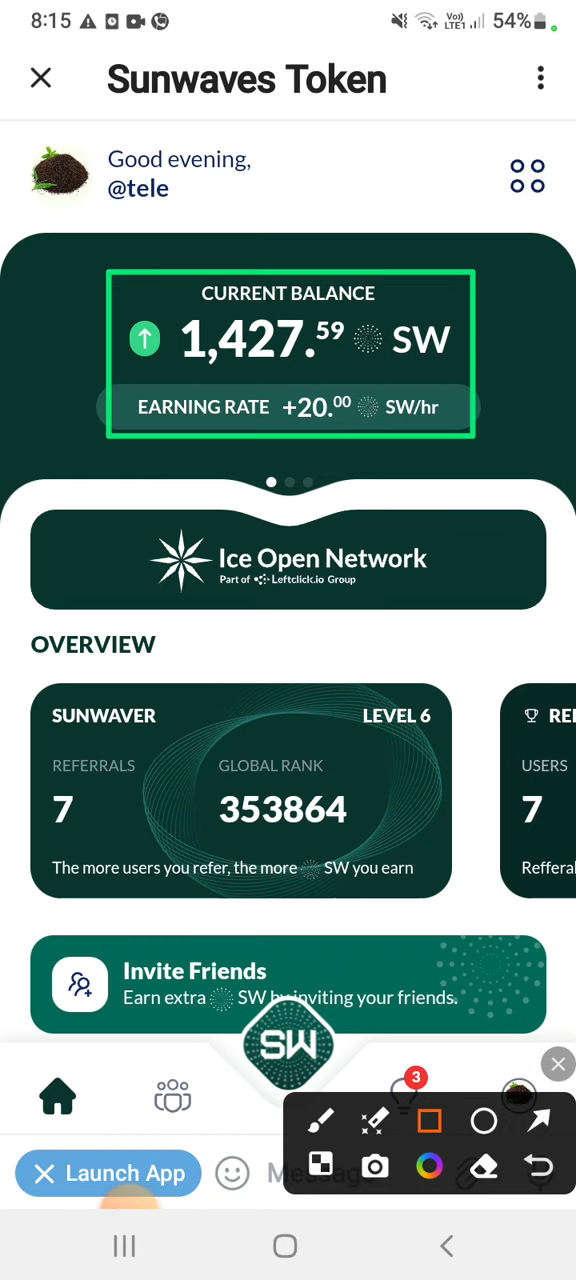 8:15
Vo))
LTE1
54%
Sunwaves Token
Good evening,
@tele
CURRENT BALANCE
1,427.59 SW
EARNING RATE +20.00 SW/hr
Ice Open Network
Part of Leftclick.io Group
OVERVIEW
SUNWAVER LEVEL 6
REFERRALS GLOBAL RANK
7 353864
The more users you refer, the more SW you earn
USERS
7
Invite Friends
Earn extra SW by inviting your friends.
SW
3
Launch App